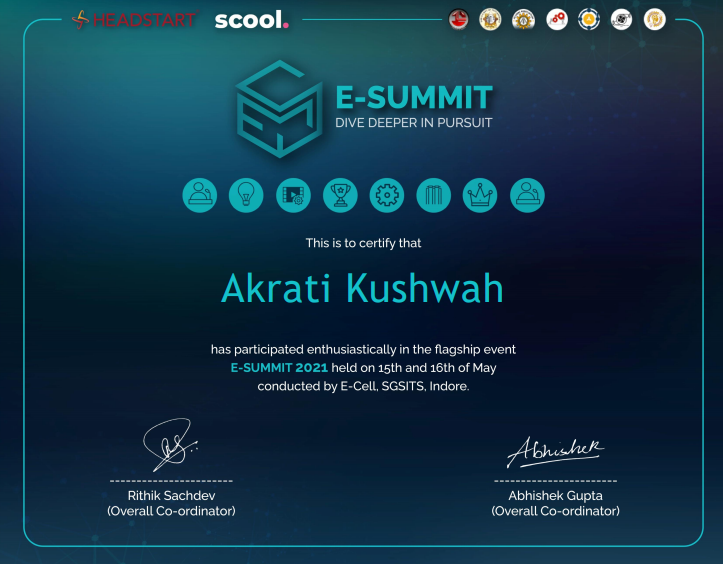 HEADSTART scool.
E-SUMMIT
DIVE DEEPER IN PURSUIT
This is to certify that
Akrati Kushwah
has participated enthusiastically in the flagship event
E-SUMMIT 2021 held on 15th and 16th of May
conducted by E-Cell, SGSITS, Indore.
Abhishek
Rithik Sachdev
(Overall Co-ordinator)
Abhishek Gupta
(Overall Co-ordinator)